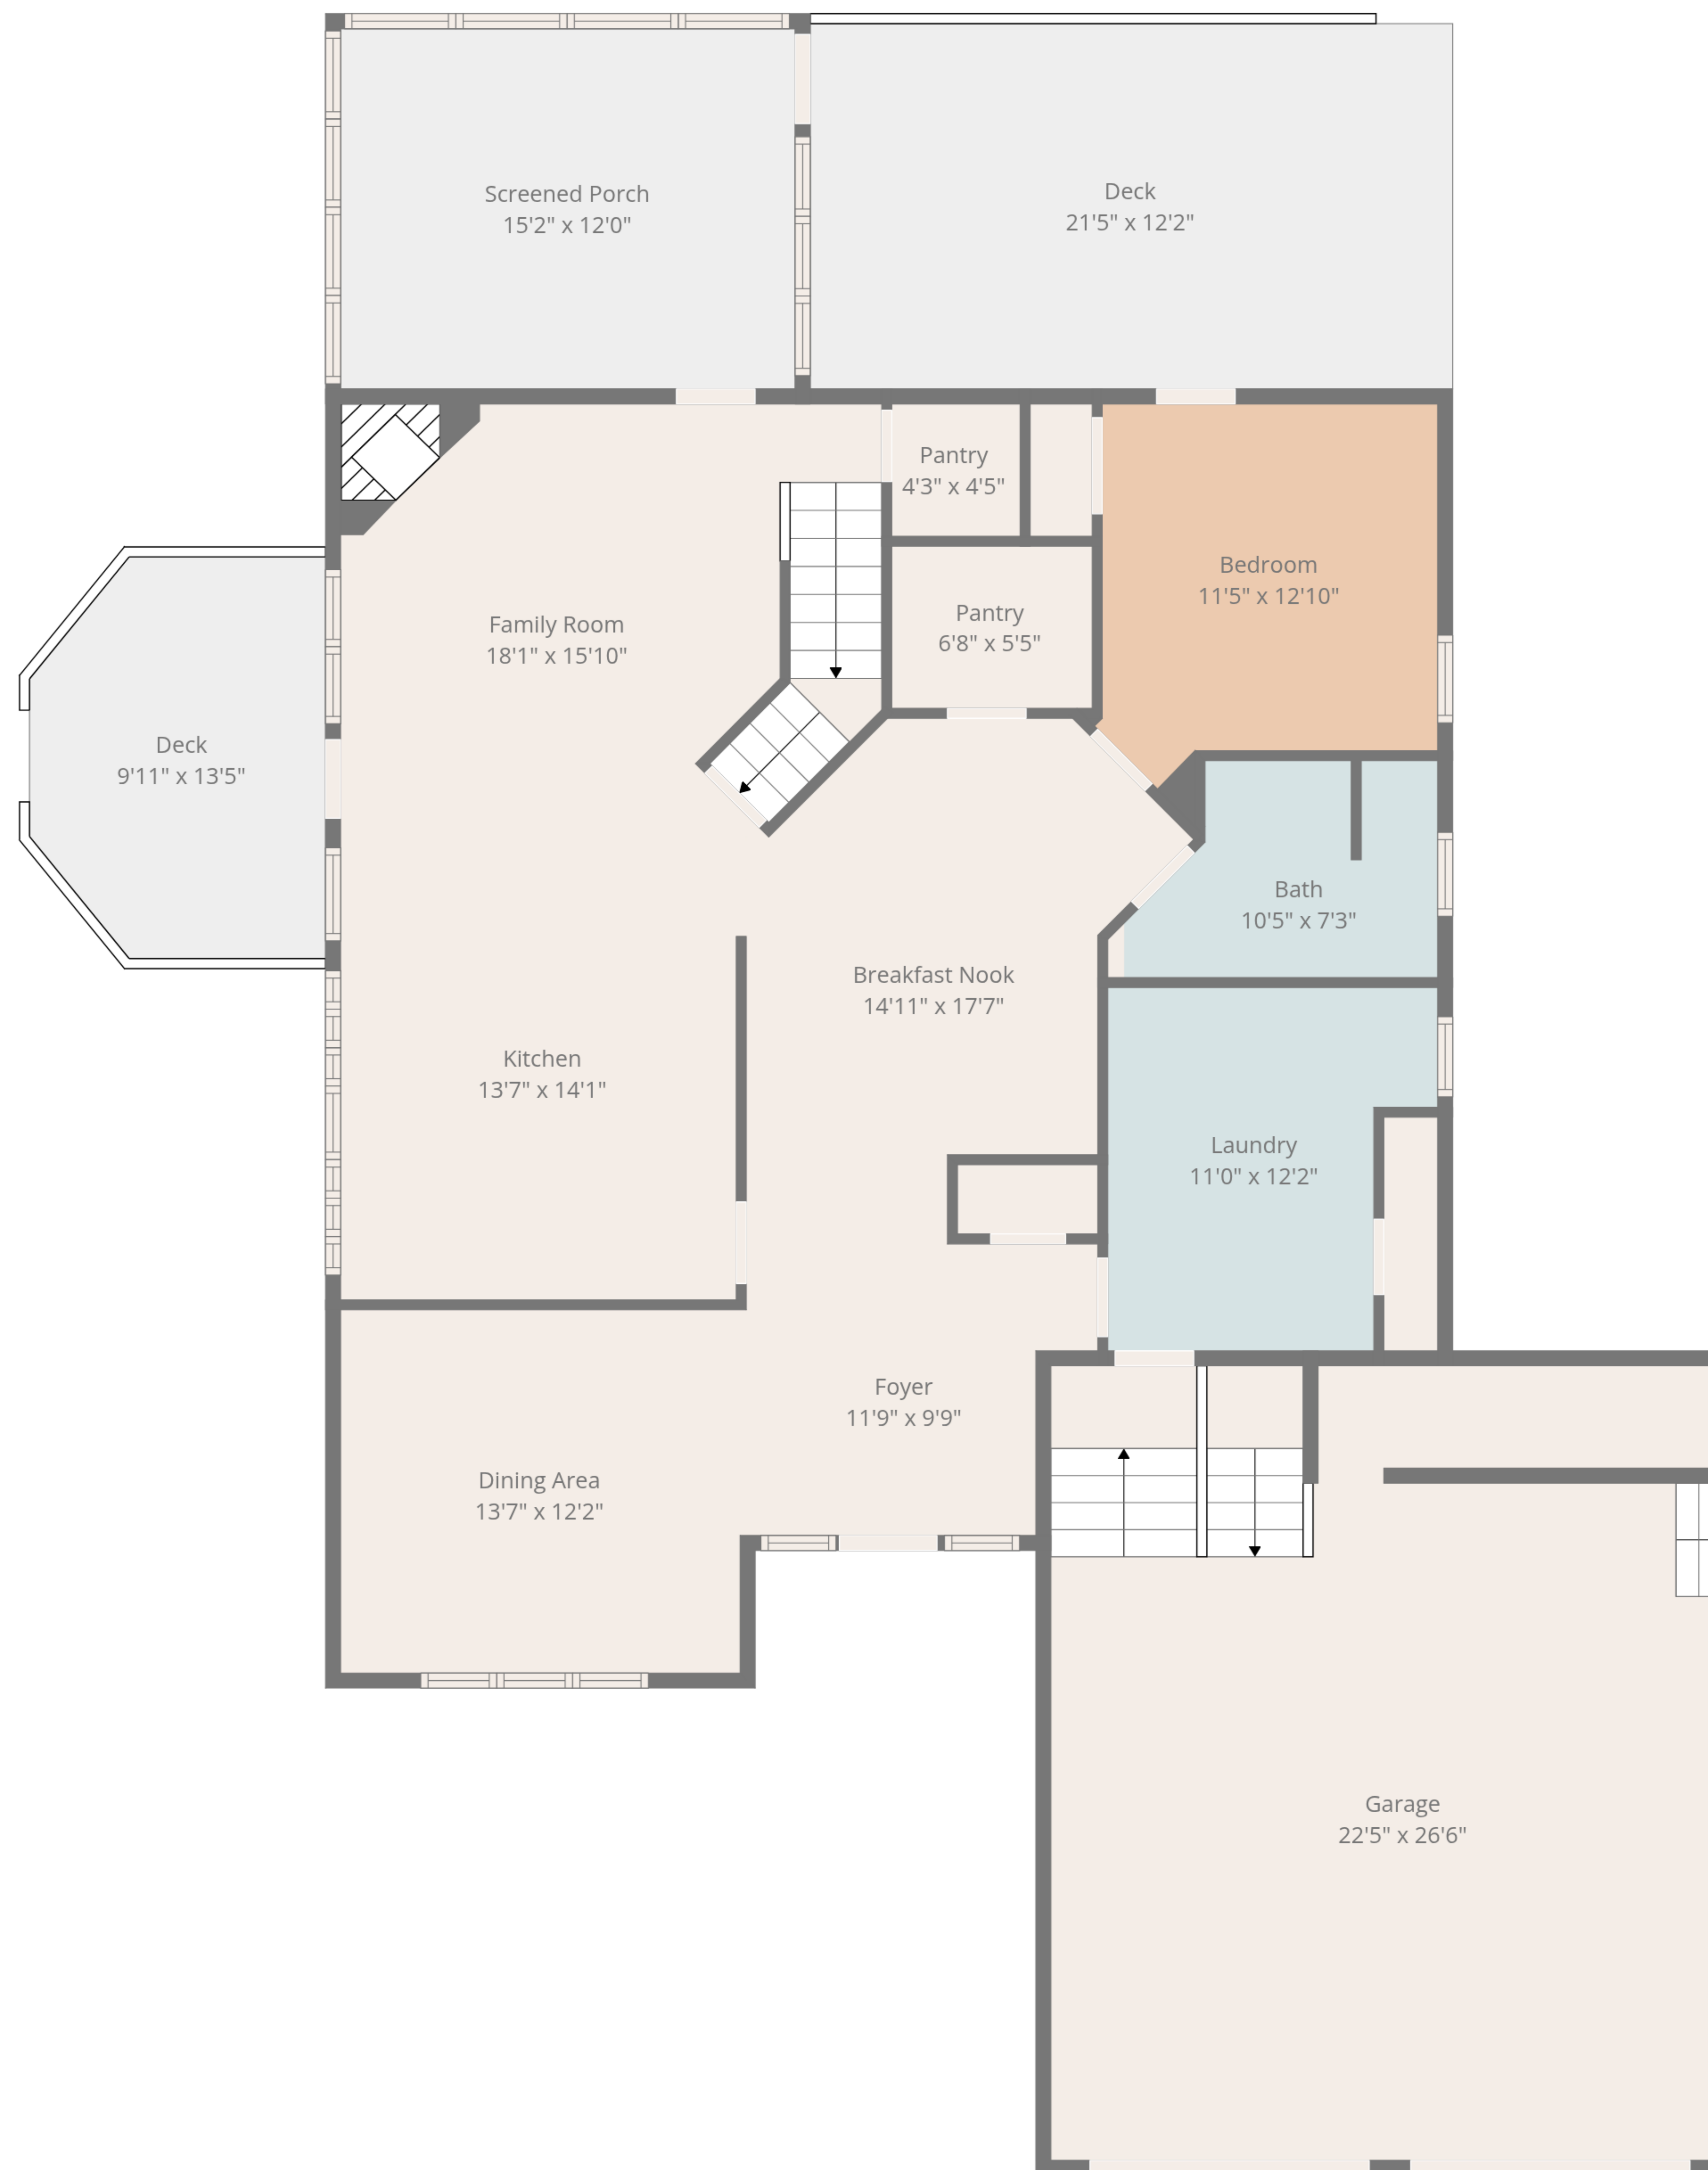 Screened Porch
15'2" x 12'0"
Deck
21'5" x 12'2"
Pantry
4'3" x 4'5"
Bedroom
11'5" x 12'10"
Family Room
18'1" x 15'10"
Pantry
6'8" x 5'5"
Deck
9'11" x 13'5"
Bath
10'5" x 7'3"
Breakfast Nook
14'11" x 17'7"
Kitchen
13'7" x 14'1"
Laundry
11'0" x 12'2"
Foyer
11'9" x 9'9"
Dining Area
13'7" x 12'2"
Garage
22'5" x 26'6"